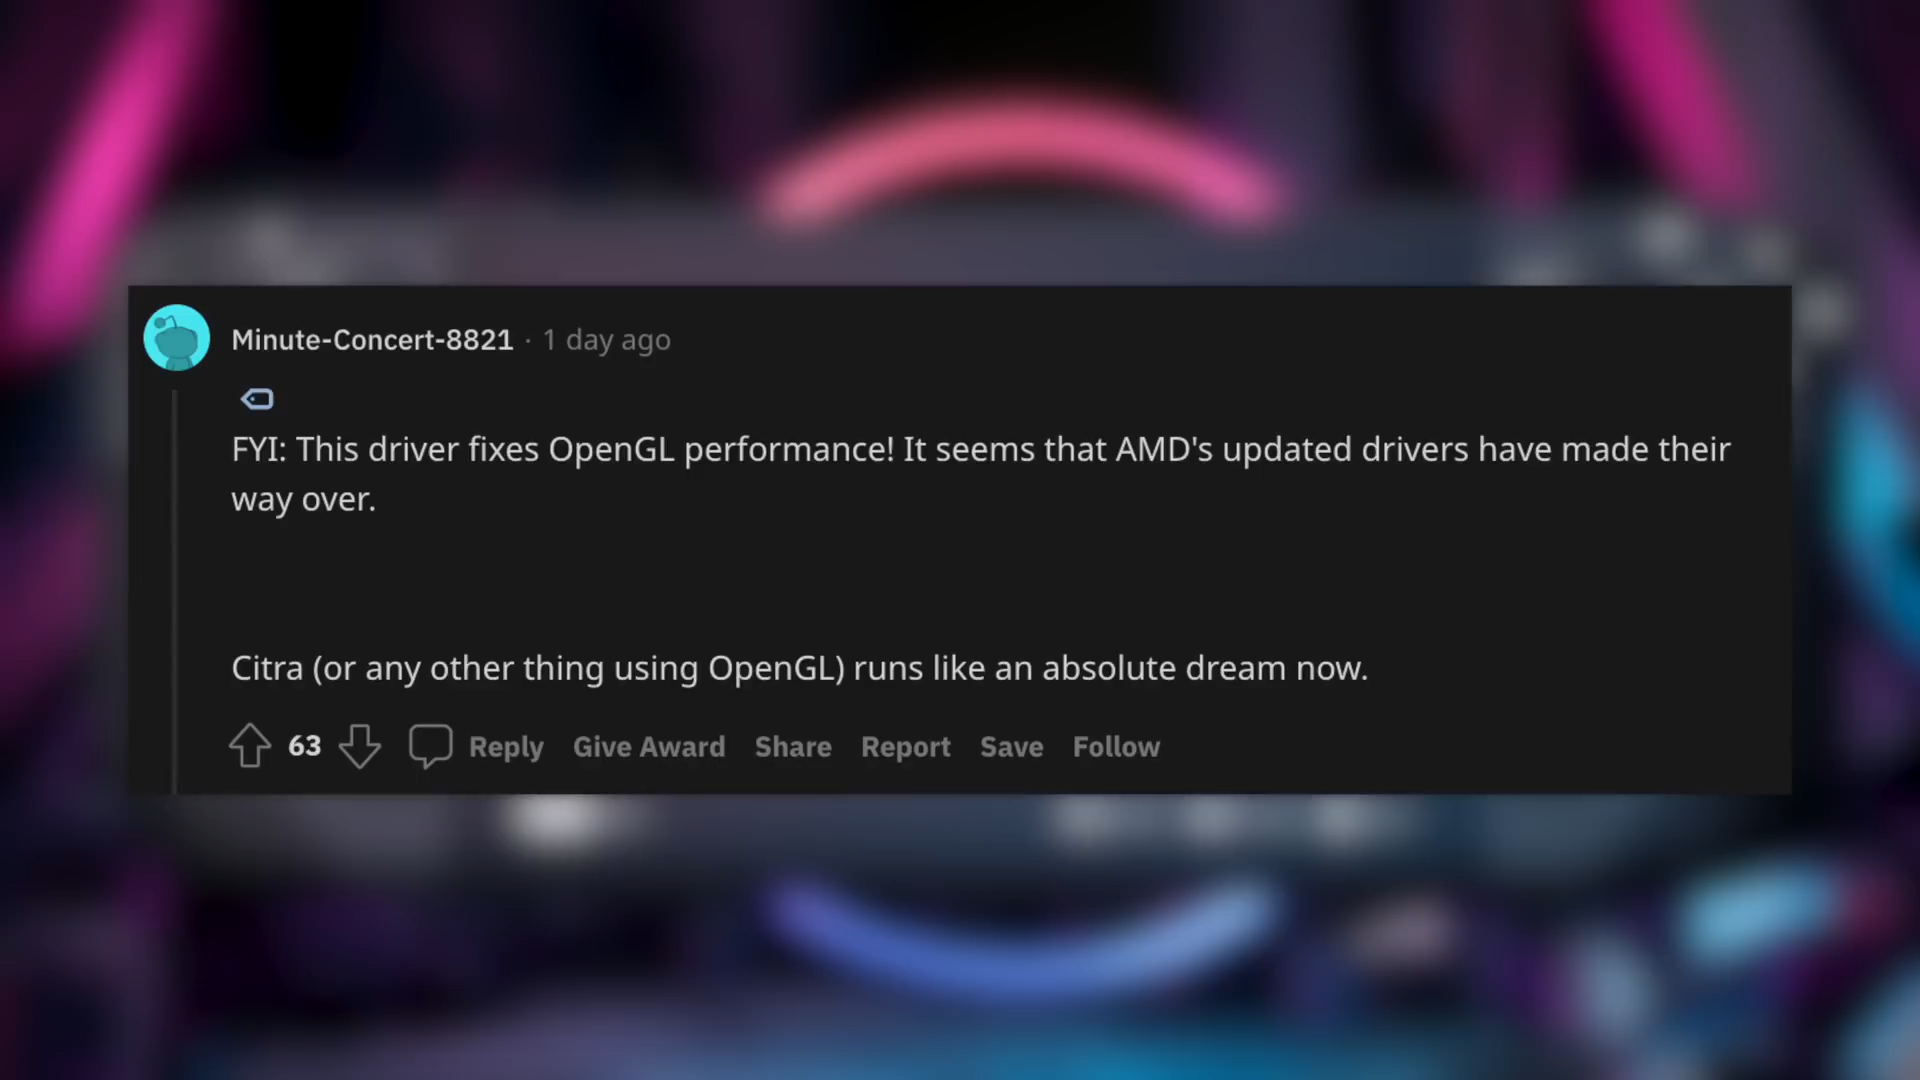 Minute-Concert-8821 · 1 day ago
FYI: This driver fixes OpenGL performance! It seems that AMD's updated drivers have made their
way over.
Citra (or any other thing using OpenGL) runs like an absolute dream now.
63 Reply Give Award Share Report Save Follow